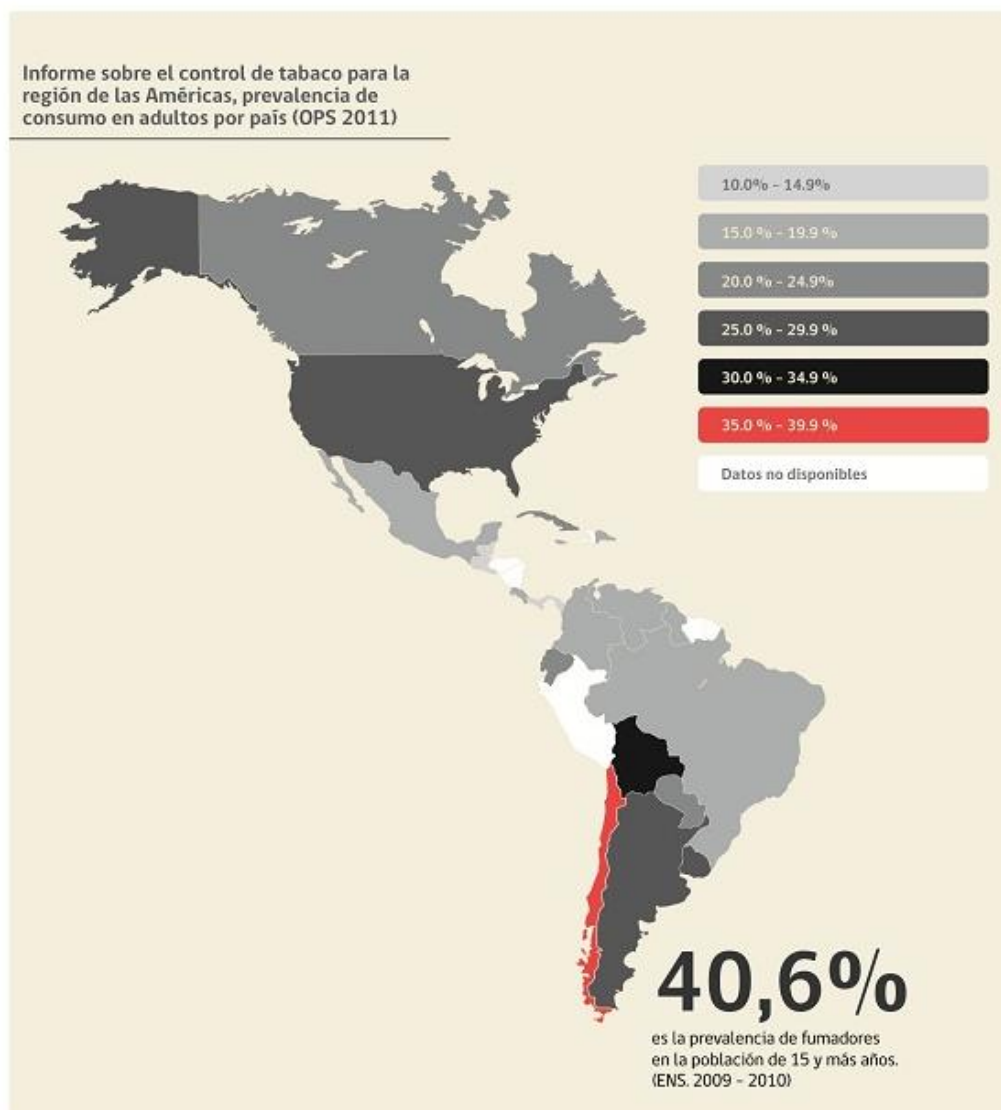 Informe sobre el control de tabaco para la
región de las Américas, prevalencia de
consumo en adultos por país (OPS 2011)
10.0% - 14.9%
15.0 % - 19.9 %
20.0 % - 24.9%
25.0 % - 29.9 %
30.0 % - 34.9 %
35.0 % - 39.9 %
Datos no disponibles
40,6%
es la prevalencia de fumadores
en la población de 15 y más años.
(ENS. 2009 - 2010)